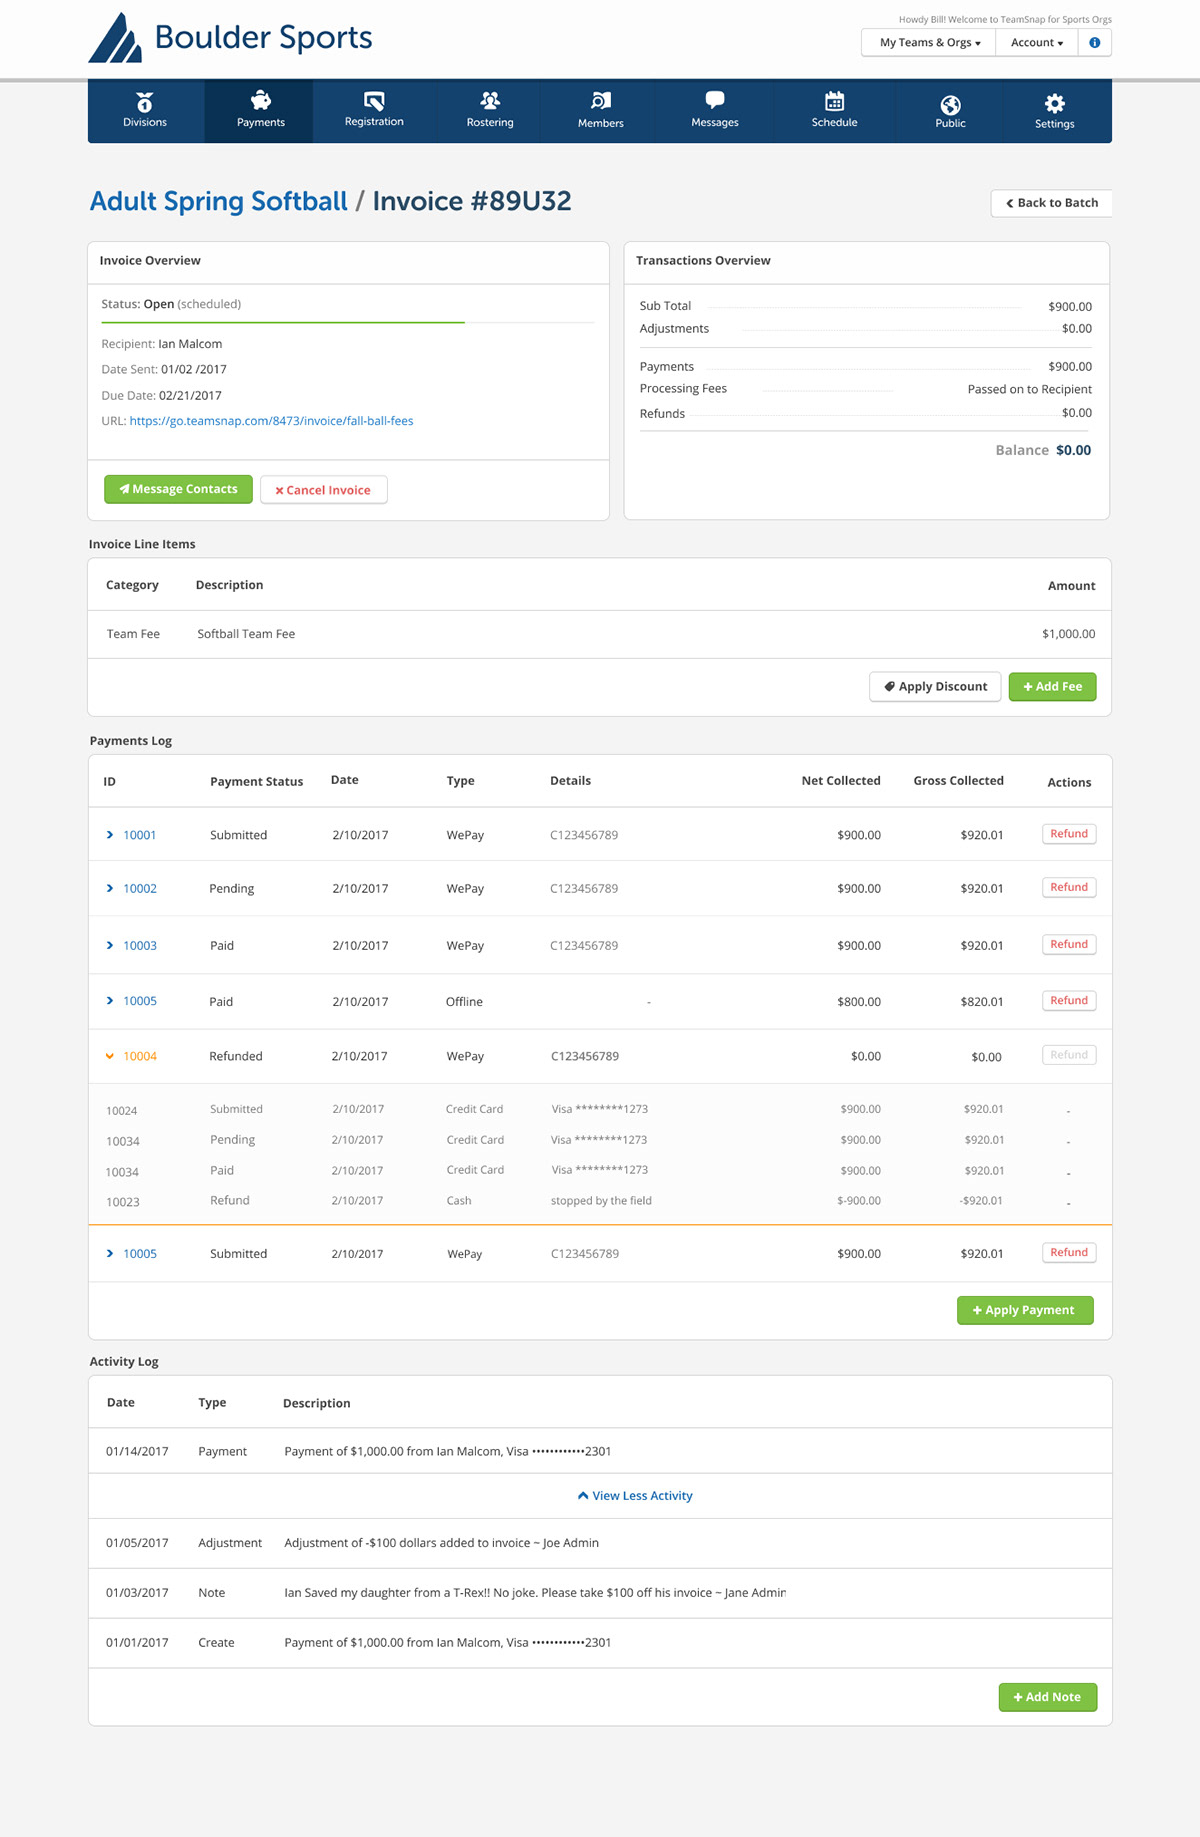 Boulder Sports
Howdy Bill! Welcome to TeamSnap for Sports Orgs
My Teams & Orgs
Account
Divisions
Payments
Registration
Rostering
Members
Messages
Schedule
Public
Settings
Adult Spring Softball / Invoice #89U32
Back to Batch
Invoice Overview
Status: Open (scheduled)
Recipient: Ian Malcom
Date Sent: 01/02 /2017
Due Date: 02/21/2017
URL: https://go.teamsnap.com/8473/invoice/fall-ball-fees
Message Contacts
Cancel Invoice
Transactions Overview
Sub Total $900.00
Adjustments $0.00
Payments $900.00
Processing Fees Passed on to Recipient
Refunds $0.00
Balance $0.00
Invoice Line Items
Category Description Amount
Team Fee Softball Team Fee $1,000.00
Apply Discount + Add Fee
Payments Log
ID Payment Status Date Type Details Net Collected Gross Collected Actions
10001 Submitted 2/10/2017 WePay C123456789 $900.00 $920.01 Refund
10002 Pending 2/10/2017 WePay C123456789 $900.00 $920.01 Refund
10003 Paid 2/10/2017 WePay C123456789 $900.00 $920.01 Refund
10005 Paid 2/10/2017 Offline - $800.00 $820.01 Refund
10004 Refunded 2/10/2017 WePay C123456789 $0.00 $0.00 Refund
10024 Submitted 2/10/2017 Credit Card Visa ********1273 $900.00 $920.01 -
10034 Pending 2/10/2017 Credit Card Visa ********1273 $900.00 $920.01 -
10034 Paid 2/10/2017 Credit Card Visa ********1273 $900.00 $920.01 -
10023 Refund 2/10/2017 Cash stopped by the field $-900.00 -$920.01 -
10005 Submitted 2/10/2017 WePay C123456789 $900.00 $920.01 Refund
+ Apply Payment
Activity Log
Date Type Description
01/14/2017 Payment Payment of $1,000.00 from Ian Malcom, Visa ••••••••••••2301
View Less Activity
01/05/2017 Adjustment Adjustment of -$100 dollars added to invoice ~ Joe Admin
01/03/2017 Note Ian Saved my daughter from a T-Rex!! No joke. Please take $100 off his invoice ~ Jane Admin
01/01/2017 Create Payment of $1,000.00 from Ian Malcom, Visa ••••••••••••2301
+ Add Note